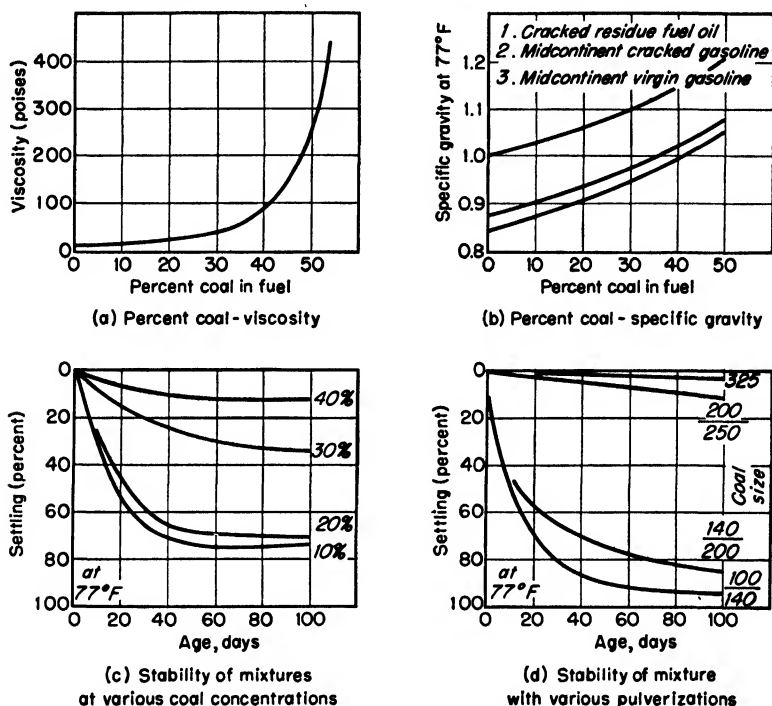 400
300
200
100
0
Viscosity (poises)
0 10 20 30 40 50 60
Percent coal in fuel
(a) Percent coal - viscosity
1. Cracked residue fuel oil
2. Midcontinent cracked gasoline
3. Midcontinent virgin gasoline
1.2
1.1
1.0
0.9
0.8
Specific gravity at 77°F
0 10 20 30 40 50 60
Percent coal in fuel
(b) Percent coal - specific gravity
0
20
40
60
80
100
Settling (percent)
40%
30%
20%
10%
at
77°F
20 40 60 80 100
Age, days
(c) Stability of mixtures
at various coal concentrations
0
20
40
60
80
100
Settling (percent)
325
200
250
Coal size
140
200
100
140
at
77°F
0 20 40 60 80 100
Age, days
(d) Stability of mixture
with various pulverizations